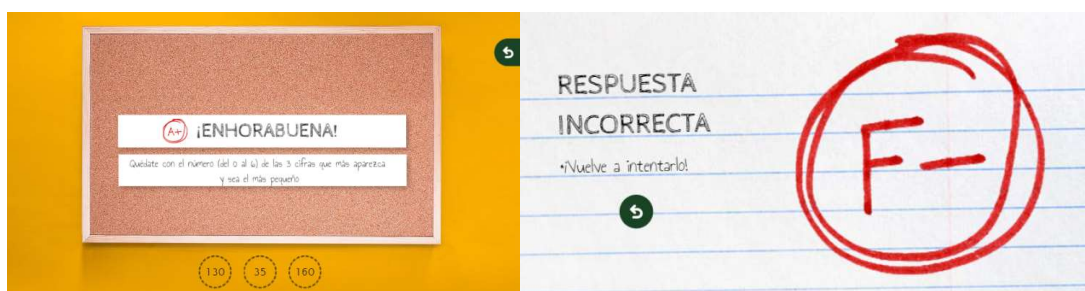 A+ ¡ENHORABUENA!
Quédate con el número (del 0 al 6) de las 3 cifras que más aparezca
y sea el más pequeño.
130 35 160
RESPUESTA
INCORRECTA
•¡Vuelve a intentarlo!
F-